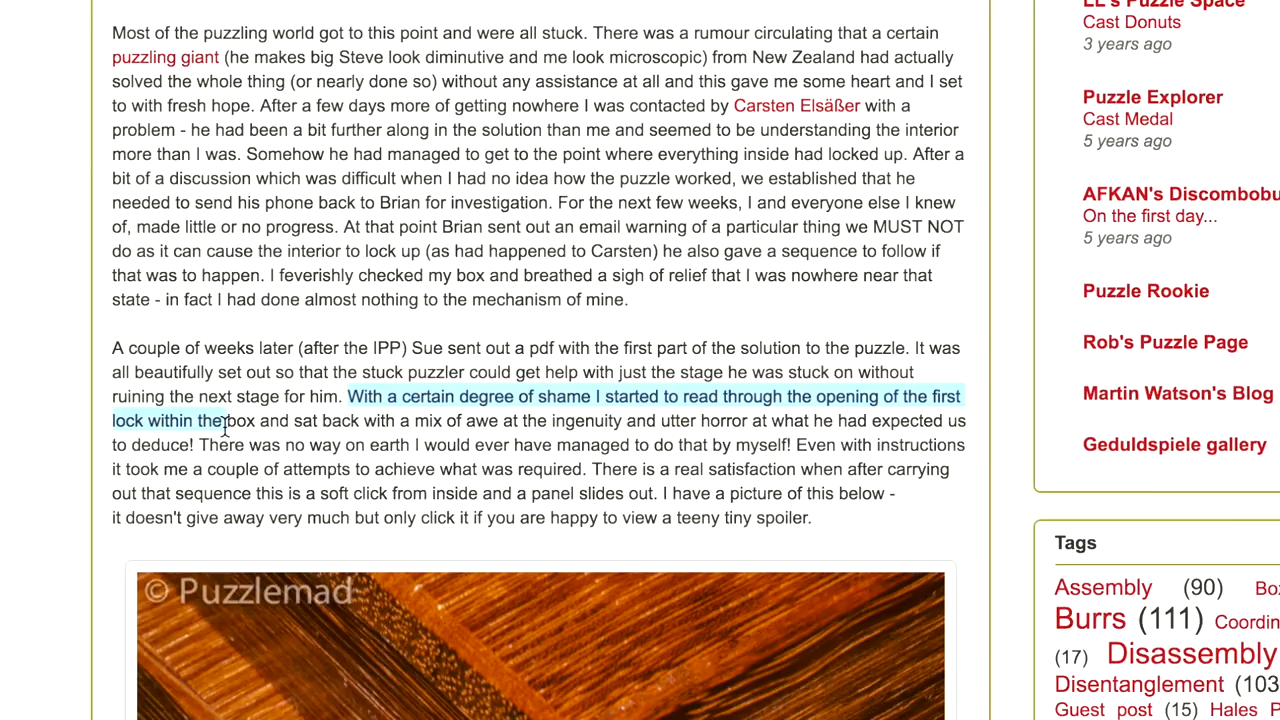 Most of the puzzling world got to this point and were all stuck. There was a rumour circulating that a certain
puzzling giant (he makes big Steve look diminutive and me look microscopic) from New Zealand had actually
solved the whole thing (or nearly done so) without any assistance at all and this gave me some heart and I set
to with fresh hope. After a few days more of getting nowhere I was contacted by Carsten Elsäßer with a
problem - he had been a bit further along in the solution than me and seemed to be understanding the interior
more than I was. Somehow he had managed to get to the point where everything inside had locked up. After a
bit of a discussion which was difficult when I had no idea how the puzzle worked, we established that he
needed to send his phone back to Brian for investigation. For the next few weeks, I and everyone else I knew
of, made little or no progress. At that point Brian sent out an email warning of a particular thing we MUST NOT
do as it can cause the interior to lock up (as had happened to Carsten) he also gave a sequence to follow if
that was to happen. I feverishly checked my box and breathed a sigh of relief that I was nowhere near that
state - in fact I had done almost nothing to the mechanism of mine.
A couple of weeks later (after the IPP) Sue sent out a pdf with the first part of the solution to the puzzle. It was
all beautifully set out so that the stuck puzzler could get help with just the stage he was stuck on without
ruining the next stage for him. With a certain degree of shame I started to read through the opening of the first
lock within the box and sat back with a mix of awe at the ingenuity and utter horror at what he had expected us
to deduce! There was no way on earth I would ever have managed to do that by myself! Even with instructions
it took me a couple of attempts to achieve what was required. There is a real satisfaction when after carrying
out that sequence this is a soft click from inside and a panel slides out. I have a picture of this below -
it doesn't give away very much but only click it if you are happy to view a teeny tiny spoiler.
© Puzzlemad
LL's Puzzle Space
Cast Donuts
3 years ago
Puzzle Explorer
Cast Medal
5 years ago
AFKAN's Discombobu
On the first day...
5 years ago
Puzzle Rookie
Rob's Puzzle Page
Martin Watson's Blog
Geduldspiele gallery
Tags
Assembly (90) Box
Burrs (111) Coordin
(17) Disassembly
Disentanglement (103
Guest post (15) Hales P